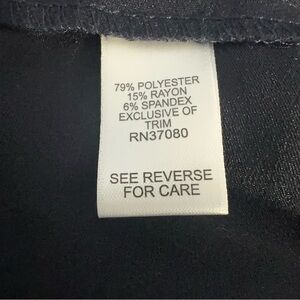 79% POLYESTER
15% RAYON
6% SPANDEX
EXCLUSIVE OF
TRIM
RN37080
SEE REVERSE
FOR CARE